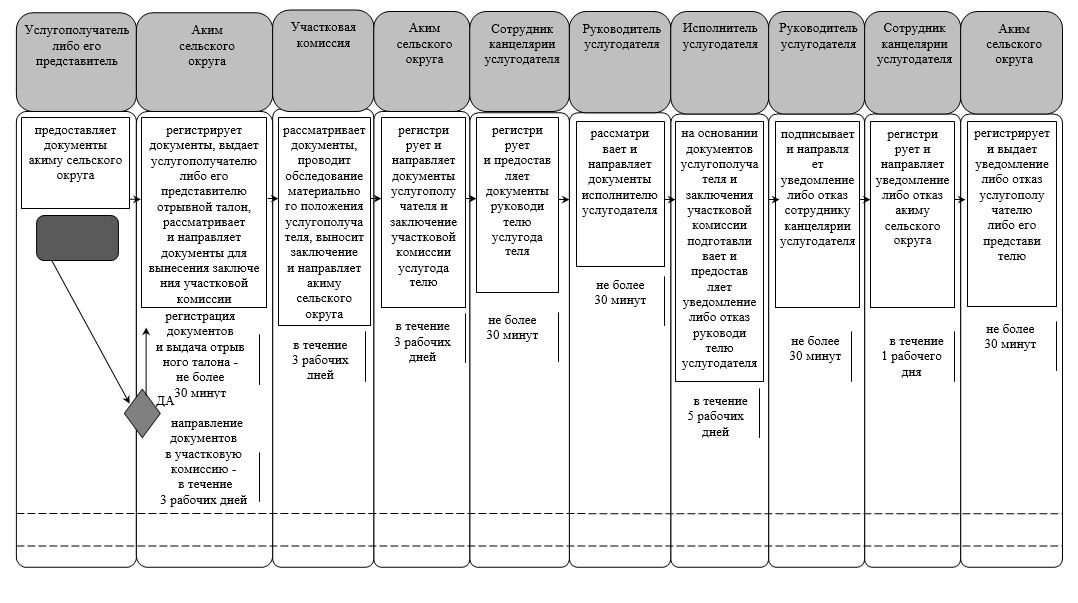 Услугополучатель
либо его
представитель
Аким
сельского
округа
Участковая
комиссия
Аким
сельского
округа
Сотрудник
канцелярии
услугодателя
Руководитель
услугодателя
Исполнитель
услугодателя
Руководитель
услугодателя
Сотрудник
канцелярии
услугодателя
Аким
сельского
округа
предоставляет
документы
акиму сельского
округа
регистрирует
документы, выдает
услугополучателю
либо его
представителю
отрывной талон,
рассматривает
и направляет
документы для
вынесения заключе
ния участковой
комиссии
регистрация
документов
и выдача отрыв
ного талона -
не более
30 минут
ДА
направление
документов
в участковую
комиссию -
в течение
3 рабочих дней
рассматривает
документы,
проводит
обследование
материально
го положения
услугополуча
теля, выносит
заключение
и направляет
акиму
сельского
округа
в течение
3 рабочих
дней
регистри
рует и
направляет
документы
услугополу
чателя и
заключение
участковой
комиссии
услугода
телю
в течение
3 рабочих
дней
регистри
рует
и предостав
ляет
документы
руководи
телю
услугода
теля
не более
30 минут
рассматри
вает и
направляет
документы
исполнителю
услугодателя
не более
30 минут
на основании
документов
услугополуча
теля и
заключения
участковой
комиссии
подготавли
вает и
предостав
ляет
уведомление
либо отказ
руководи
телю
услугодателя
в течение
5 рабочих
дней
подписывает
и направля
ет
уведомление
либо отказ
сотруднику
канцелярии
услугодателя
не более
30 минут
регистри
рует и
направляет
уведомление
либо отказ
акиму
сельского
округа
в течение
1 рабочего
дня
регистрирует
и выдает
уведомление
либо отказ
услугополу
чателю
либо его
представи
телю
не более
30 минут